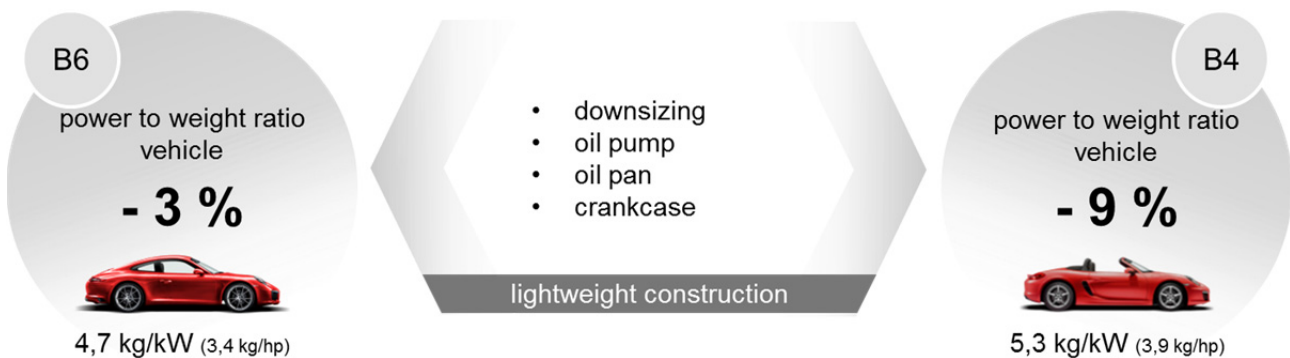 B6
power to weight ratio
vehicle
- 3 %
4,7 kg/kW (3,4 kg/hp)
• downsizing
• oil pump
• oil pan
• crankcase
lightweight construction
B4
power to weight ratio
vehicle
- 9 %
5,3 kg/kW (3,9 kg/hp)